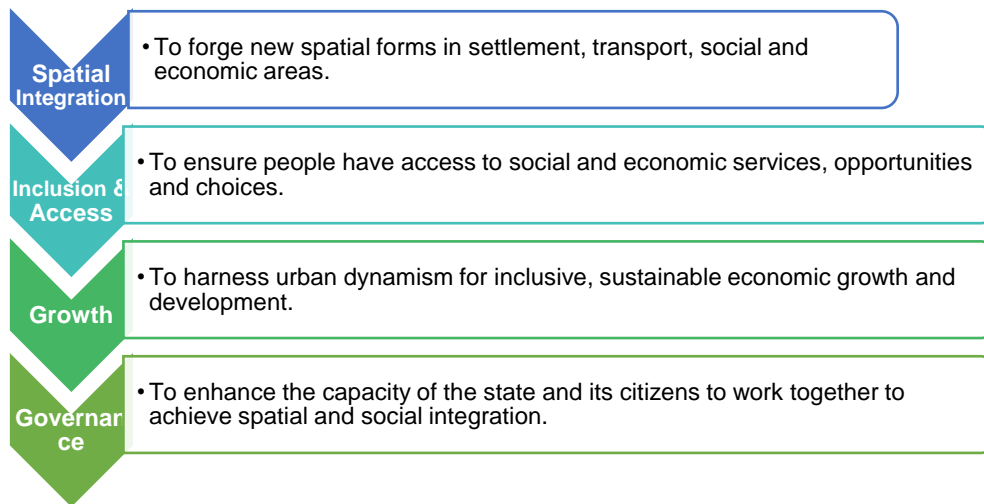 Spatial
Integration
• To forge new spatial forms in settlement, transport, social and
economic areas.
Inclusion &
Access
• To ensure people have access to social and economic services, opportunities
and choices.
Growth
• To harness urban dynamism for inclusive, sustainable economic growth and
development.
Governan
ce
• To enhance the capacity of the state and its citizens to work together to
achieve spatial and social integration.